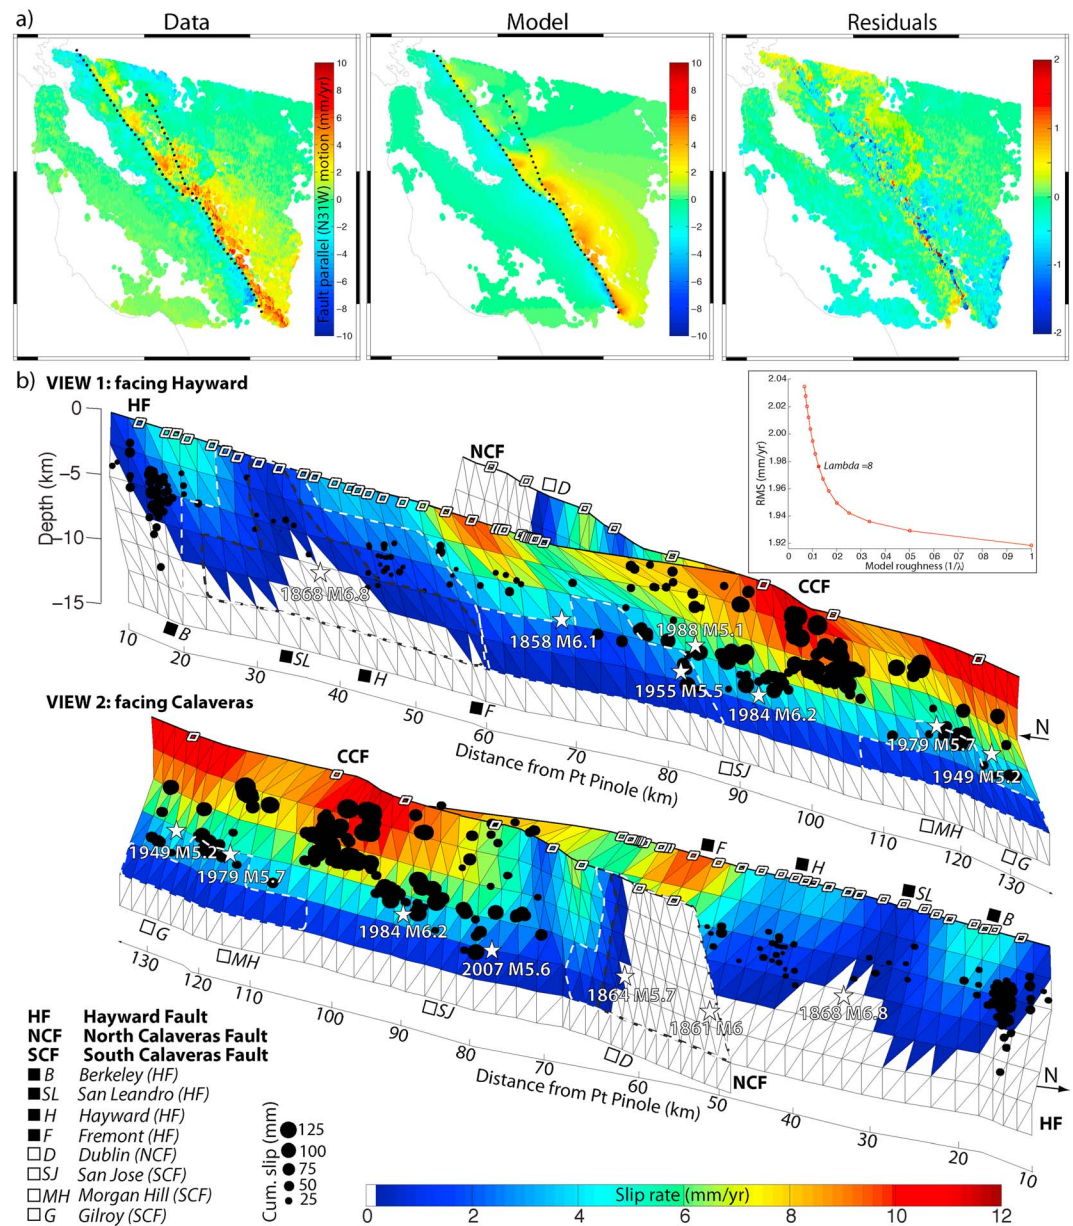 a) Data Model Residuals
10 8 6 4 2 0 −2 −4 −6 −8 −10
Fault parallel (N31W) motion (mm/yr)
10 8 6 4 2 0 −2 −4 −6 −8 −10
2 1 0 −1 −2
b) VIEW 1: facing Hayward
HF
0
−5
−10
−15
Depth (km)
NCF
D
CCF
2.04
2.02
2.00
1.98
1.96
1.94
1.92
RMS (mm/yr)
Lambda =8
0 0.1 0.2 0.3 0.4 0.5 0.6 0.7 0.8 0.9 1
Model roughness (1/λ)
1868 M6.8
1858 M6.1
1988 M5.1
1955 M5.5
1984 M6.2
1979 M5.7
1949 M5.2
N
B
SL
H
F
SJ
MH
G
10 20 30 40 50 60 70 80 90 100 110 120 130
Distance from Pt Pinole (km)
VIEW 2: facing Calaveras
CCF
F
H
SL
B
1949 M5.2
1979 M5.7
1984 M6.2
2007 M5.6
1864 M5.7
1861 M6
1868 M6.8
G
MH
SJ
D
NCF
N
HF
130 120 110 100 90 80 70 60 50 40 30 20 10
Distance from Pt Pinole (km)
HF Hayward Fault
NCF North Calaveras Fault
SCF South Calaveras Fault
B Berkeley (HF)
SL San Leandro (HF)
H Hayward (HF)
F Fremont (HF)
D Dublin (NCF)
SJ San Jose (SCF)
MH Morgan Hill (SCF)
G Gilroy (SCF)
Cum. slip (mm)
125
100
75
50
25
Slip rate (mm/yr)
0 2 4 6 8 10 12